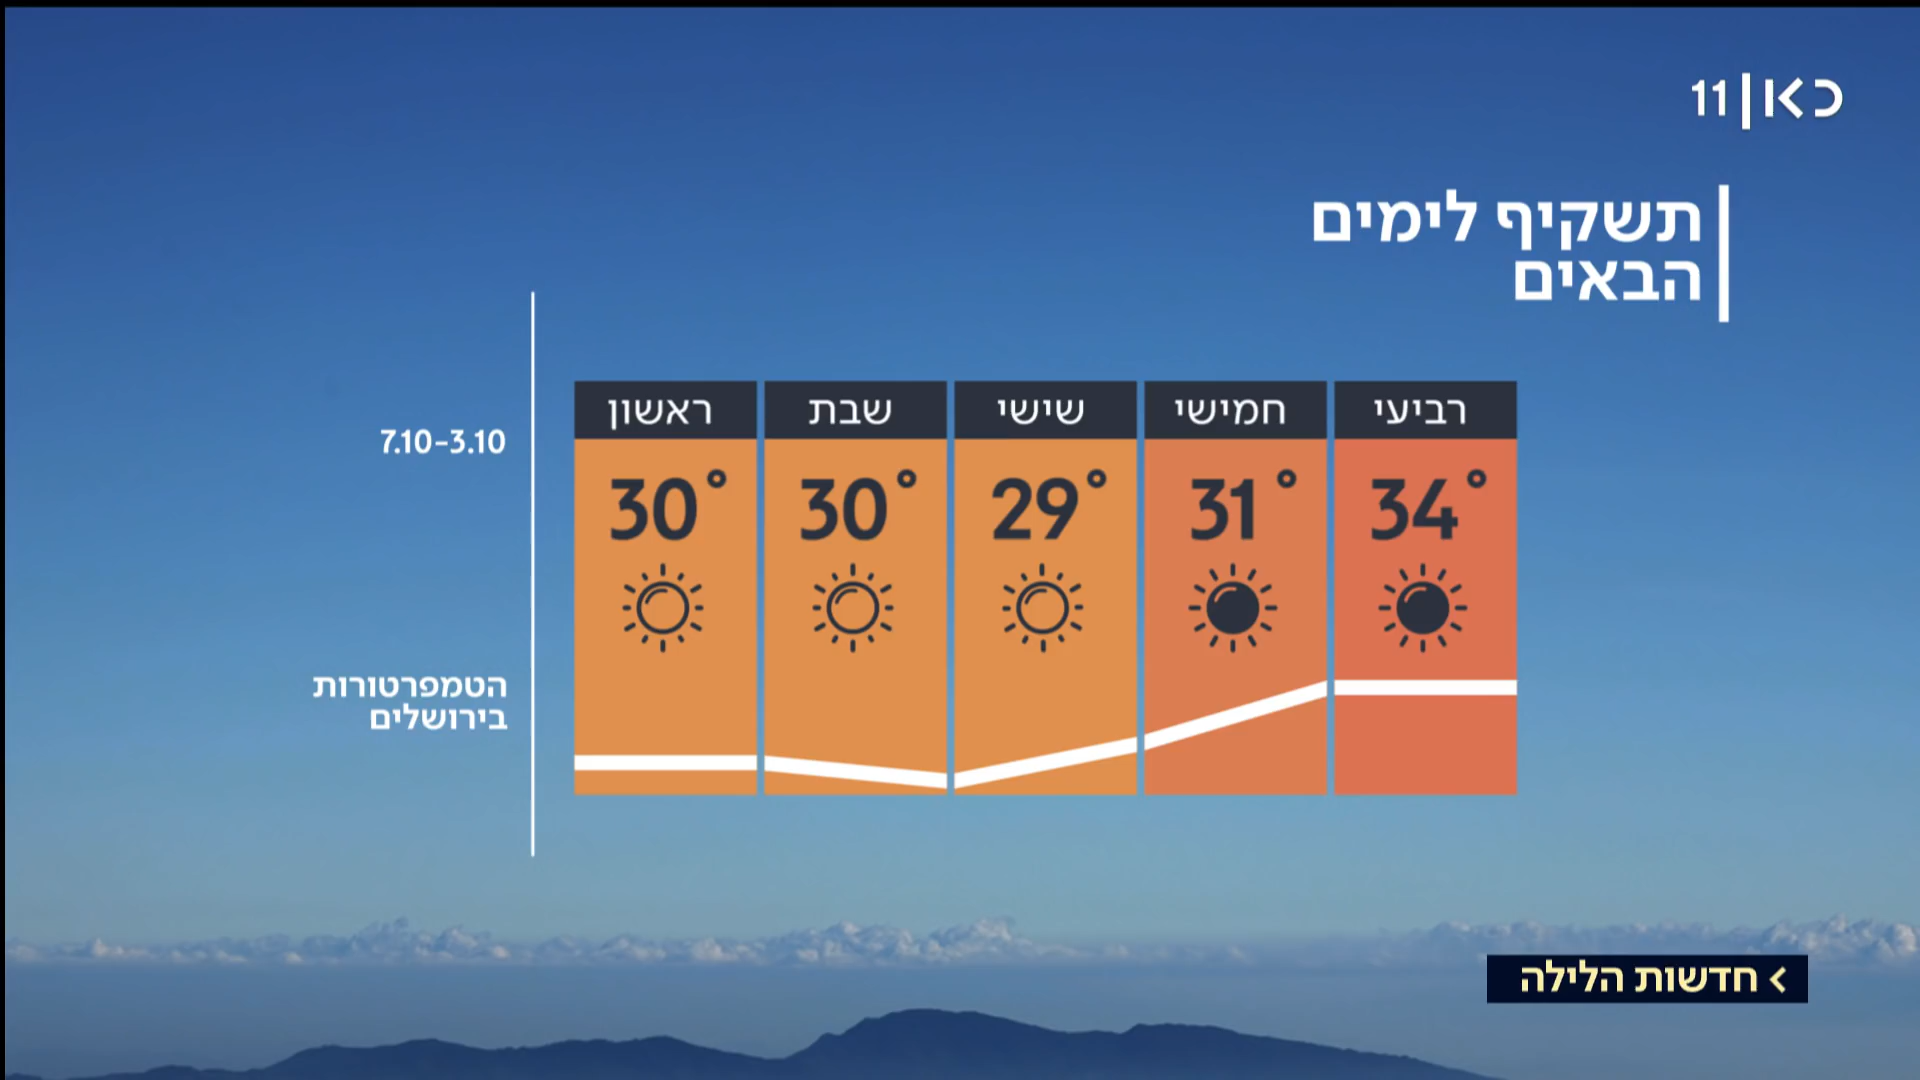 כאן | 11
תשקיף לימים
הבאים
רביעי
34°
חמישי
31°
שישי
29°
שבת
30°
ראשון
30°
7.10-3.10
הטמפרטורות
בירושלים
חדשות הלילה